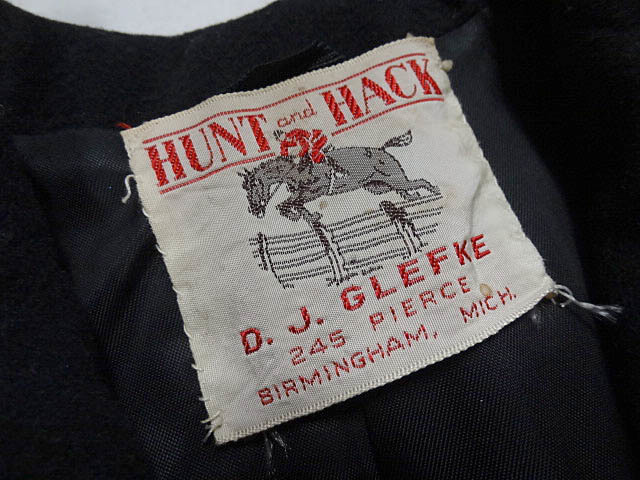 HUNT and HACK
D. J. GLEFKE
245 PIERCE
BIRMINGHAM, MICH.